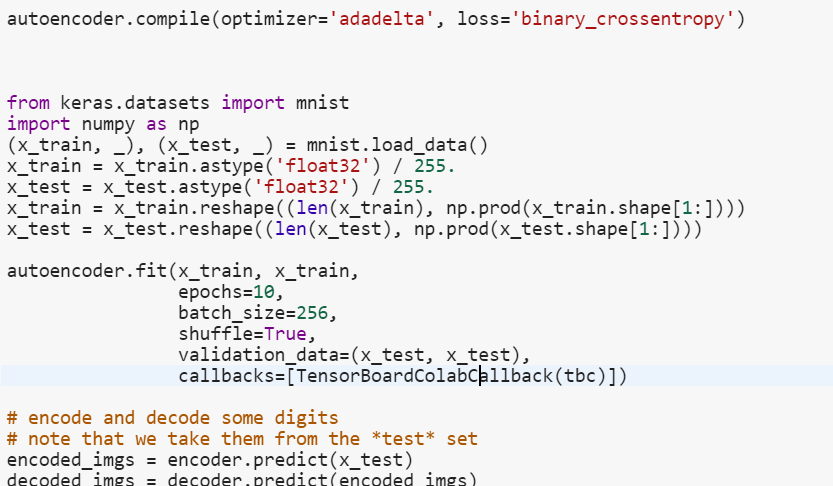 autoencoder.compile(optimizer='adadelta', loss='binary_crossentropy')
from keras.datasets import mnist
import numpy as np
(x_train, _), (x_test, _) = mnist.load_data()
x_train = x_train.astype('float32') / 255.
x_test = x_test.astype('float32') / 255.
x_train = x_train.reshape((len(x_train), np.prod(x_train.shape[1:])))
x_test = x_test.reshape((len(x_test), np.prod(x_test.shape[1:])))
autoencoder.fit(x_train, x_train,
epochs=10,
batch_size=256,
shuffle=True,
validation_data=(x_test, x_test),
callbacks=[TensorBoardColabCallback(tbc)])
# encode and decode some digits
# note that we take them from the *test* set
encoded_imgs = encoder.predict(x_test)
decoded_imgs = decoder.predict(encoded_imgs)